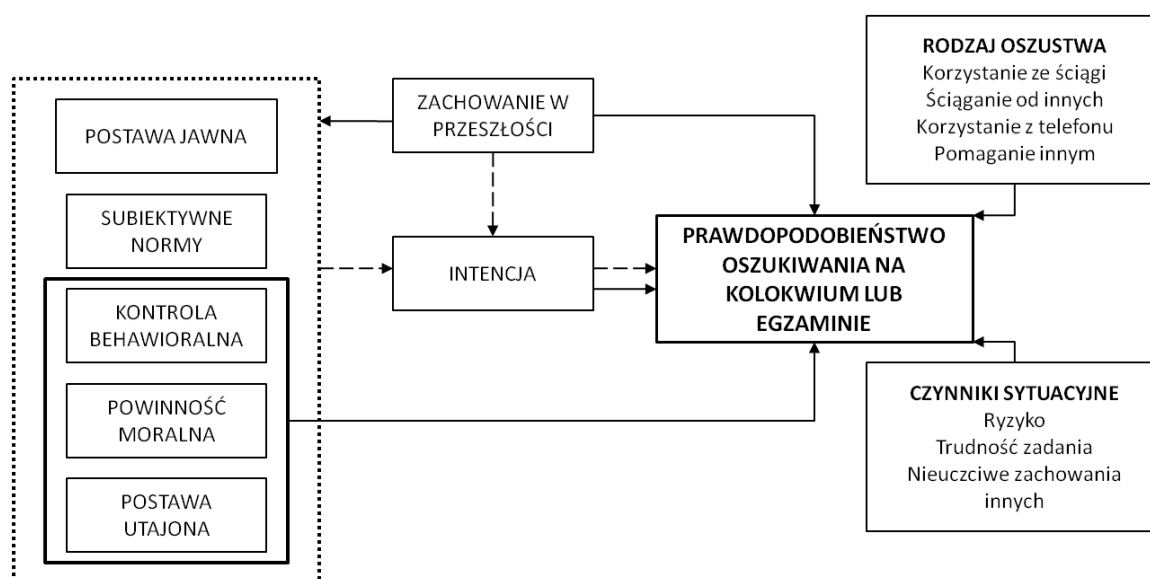 POSTAWA JAWNA
SUBIEKTYWNE
NORMY
KONTROLA
BEHAWIORALNA
POWINNOŚĆ
MORALNA
POSTAWA
UTAJONA
ZACHOWANIE W
PRZESZŁOŚCI
INTENCJA
PRAWDOPODOBIEŃSTWO
OSZUKIWANIA NA
KOLOKWIUM LUB
EGZAMINIE
RODZAJ OSZUSTWA
Korzystanie ze ściągi
Ściąganie od innych
Korzystanie z telefonu
Pomaganie innym
CZYNNIKI SYTUACYJNE
Ryzyko
Trudność zadania
Nieuczciwe zachowania
innych